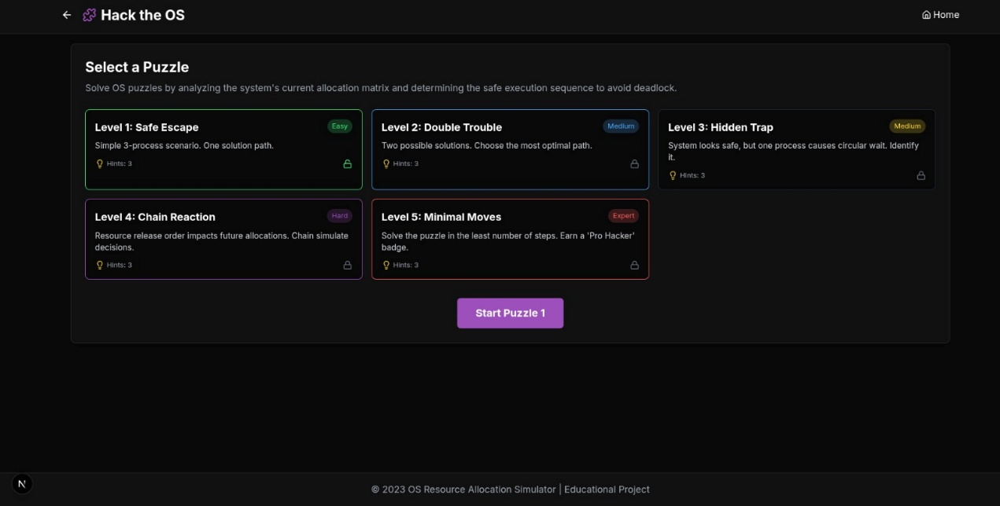 Hack the OS
Home
Select a Puzzle
Solve OS puzzles by analyzing the system's current allocation matrix and determining the safe execution sequence to avoid deadlock.
Level 1: Safe Escape
Easy
Simple 3-process scenario. One solution path.
Hints: 3
Level 2: Double Trouble
Medium
Two possible solutions. Choose the most optimal path.
Hints: 3
Level 3: Hidden Trap
Medium
System looks safe, but one process causes circular wait. Identify
it.
Hints: 3
Level 4: Chain Reaction
Hard
Resource release order impacts future allocations. Chain simulate
decisions.
Hints: 3
Level 5: Minimal Moves
Expert
Solve the puzzle in the least number of steps. Earn a 'Pro Hacker'
badge.
Hints: 3
Start Puzzle 1
N
© 2023 OS Resource Allocation Simulator | Educational Project